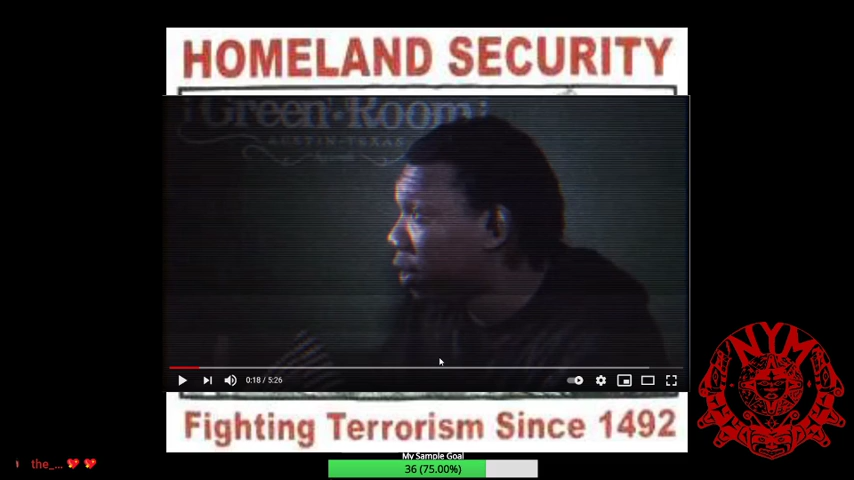 HOMELAND SECURITY
Green Room
AUSTIN-TEXAS
0:18 / 5:26
NYM
Fighting Terrorism Since 1492
My Sample Goal
the_...
36 (75.00%)